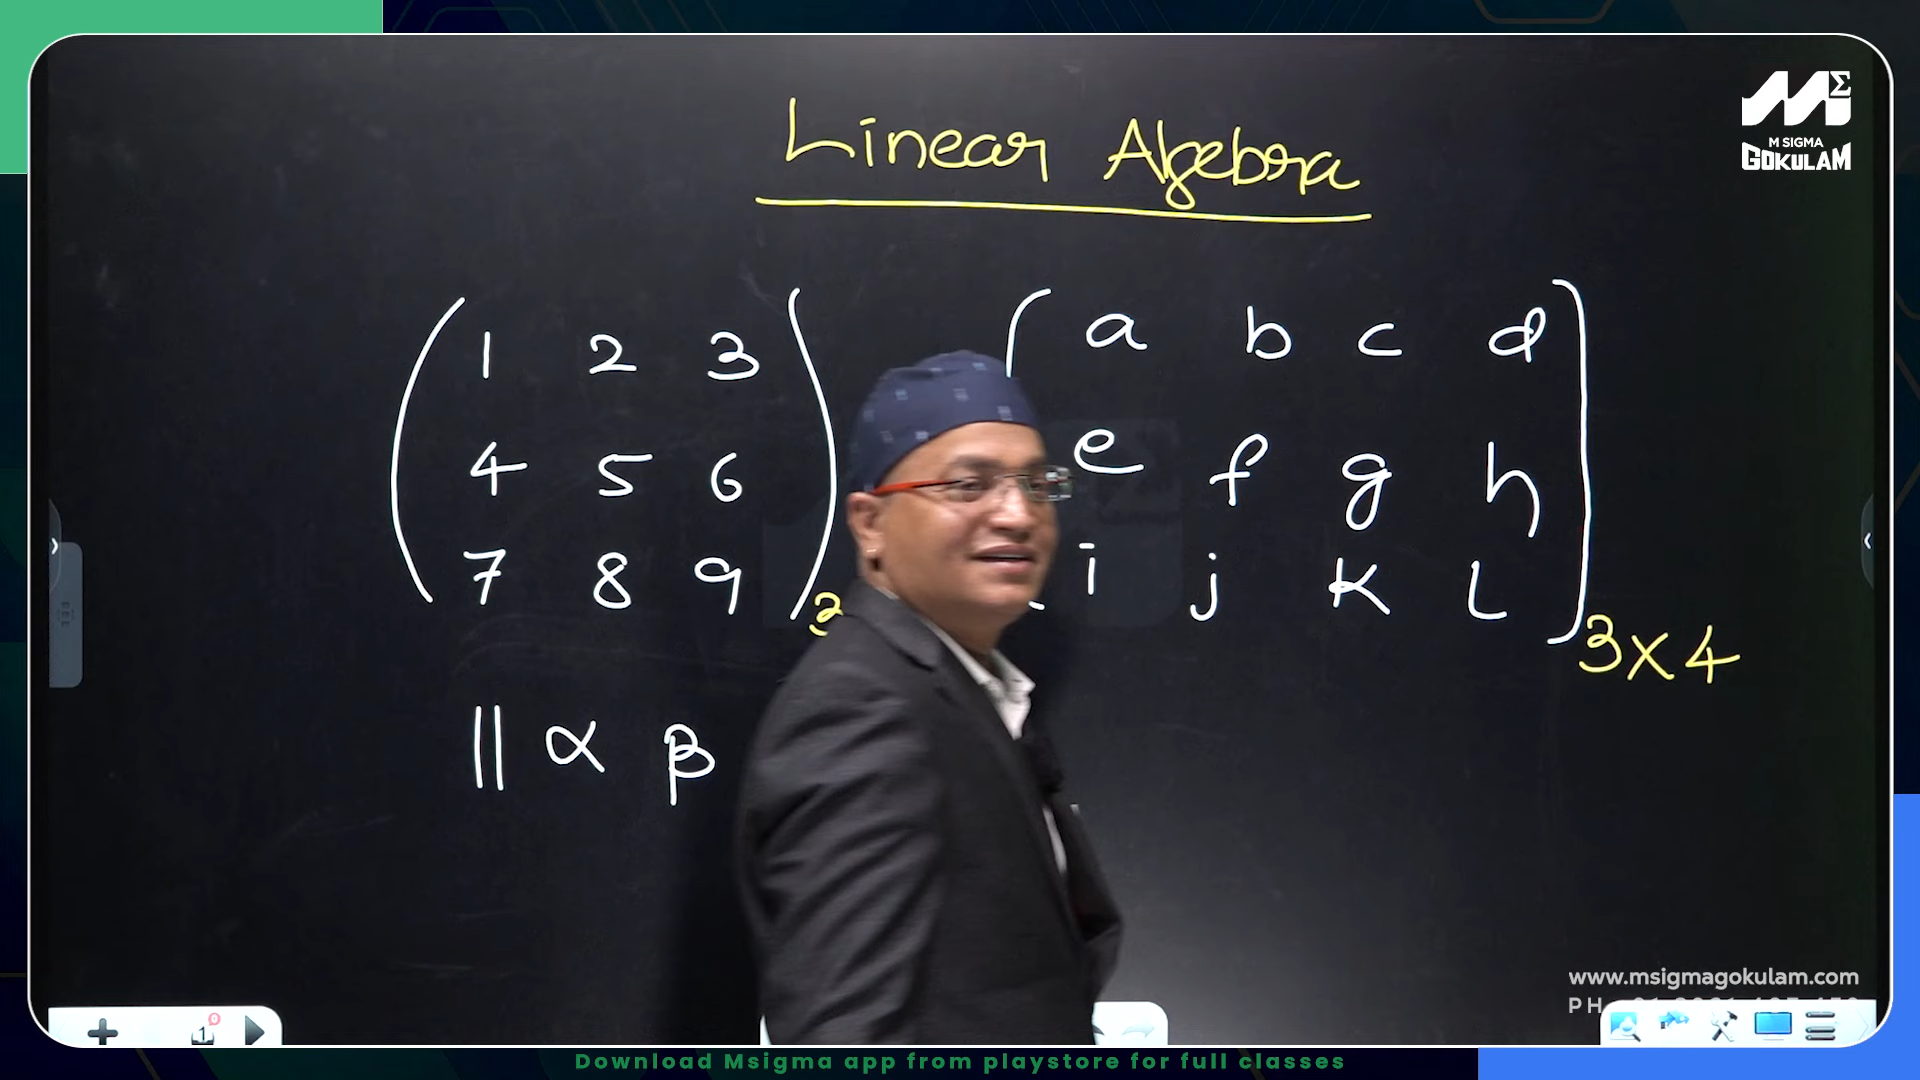 M SIGMA
GOKULAM
Linear Algebra
1 2 3
4 5 6
7 8 9
a b c d
e f g h
i j k l
3x4
|| α β
www.msigmagokulam.com
1
Download Msigma app from playstore for full classes